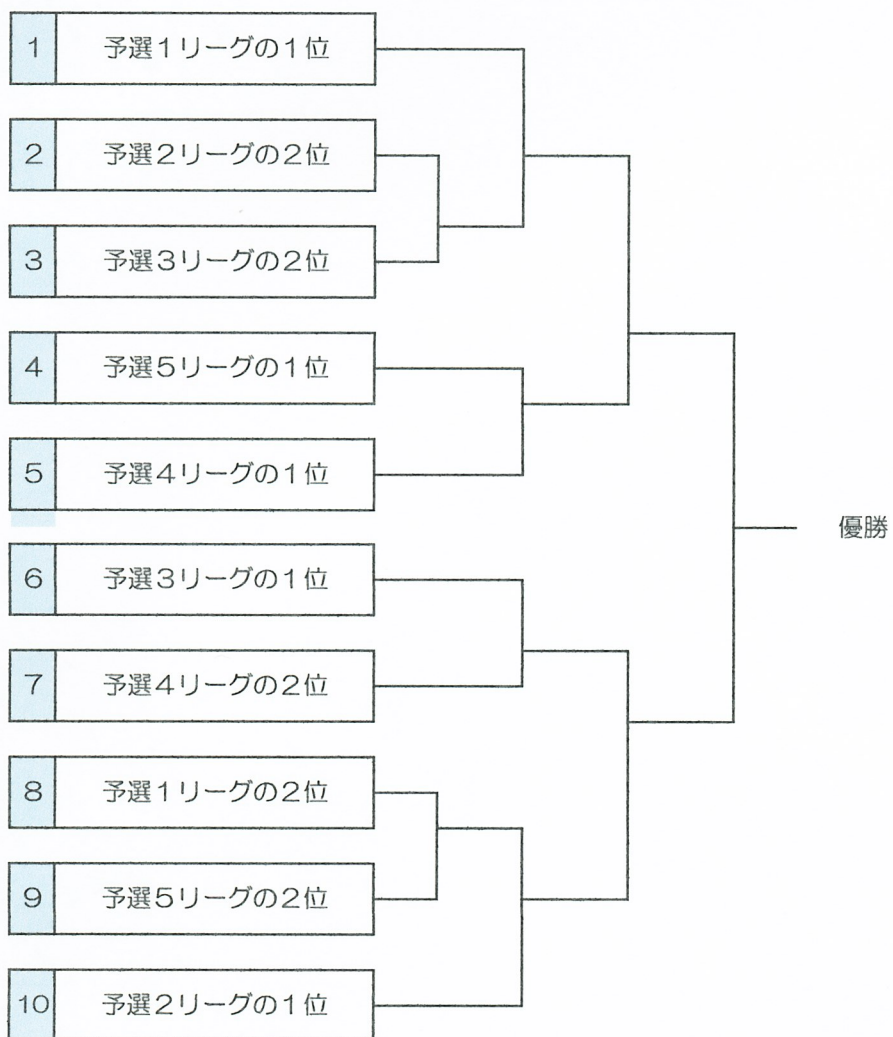 1 予選1リーグの1位
2 予選2リーグの2位
3 予選3リーグの2位
4 予選5リーグの1位
5 予選4リーグの1位
優勝
6 予選3リーグの1位
7 予選4リーグの2位
8 予選1リーグの2位
9 予選5リーグの2位
10 予選2リーグの1位